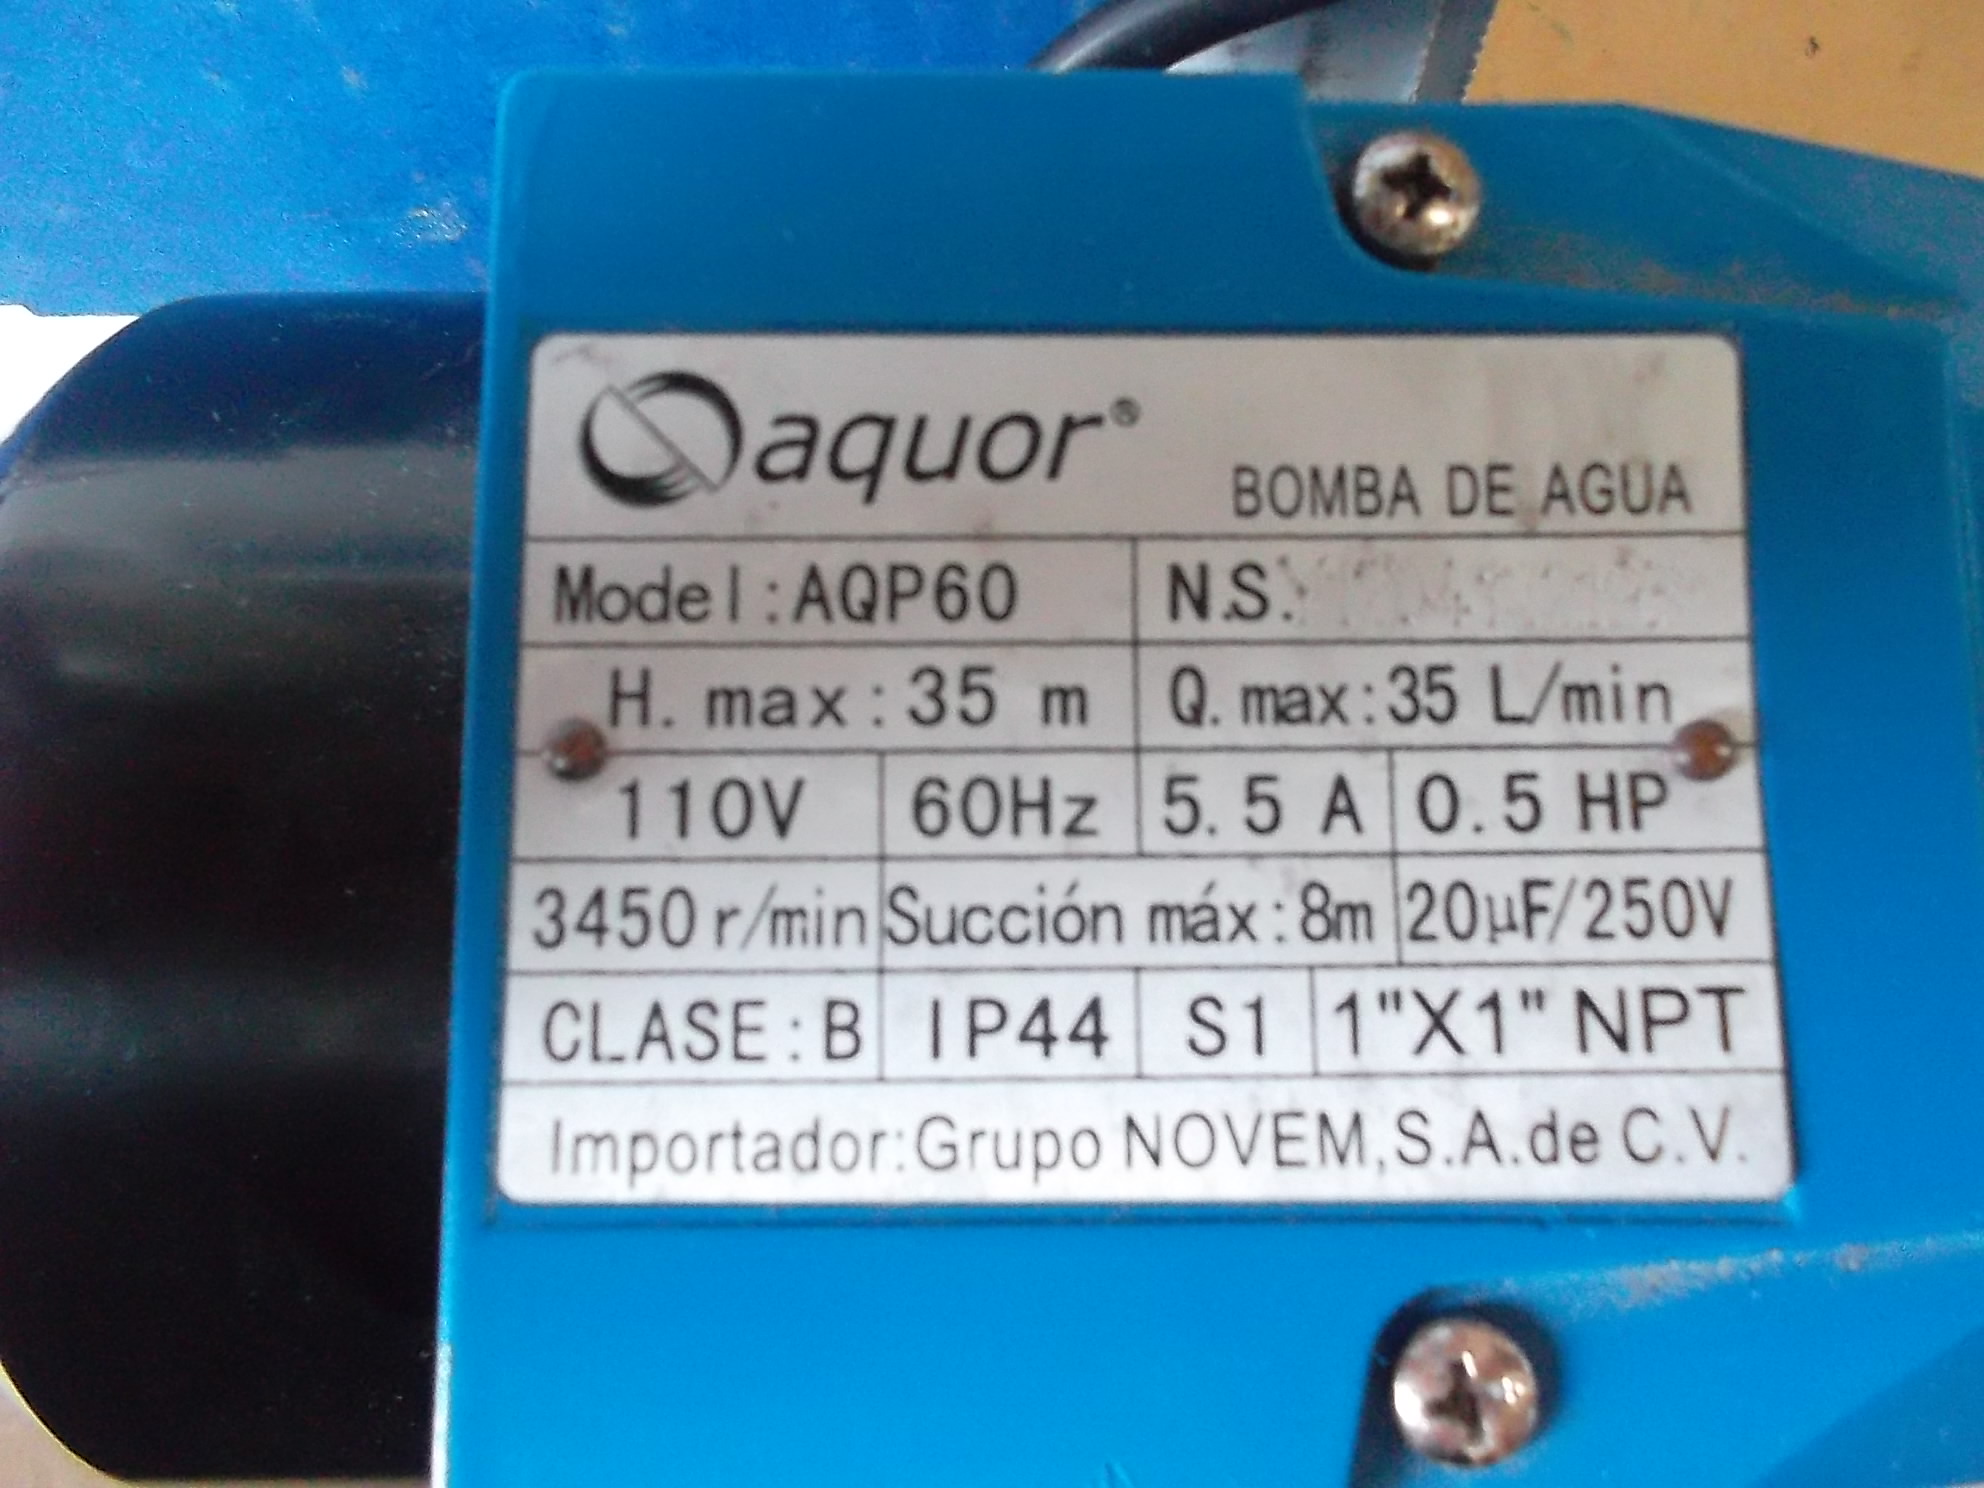 aquor®
BOMBA DE AGUA
Model:AQP60 N.S.
H. max: 35 m Q. max:35 L/min
110V 60Hz 5.5 A 0.5 HP
3450 r/min Succión máx:8m 20µF/250V
CLASE:B IP44 S1 1"X1" NPT
Importador:Grupo NOVEM,S.A.de C.V.